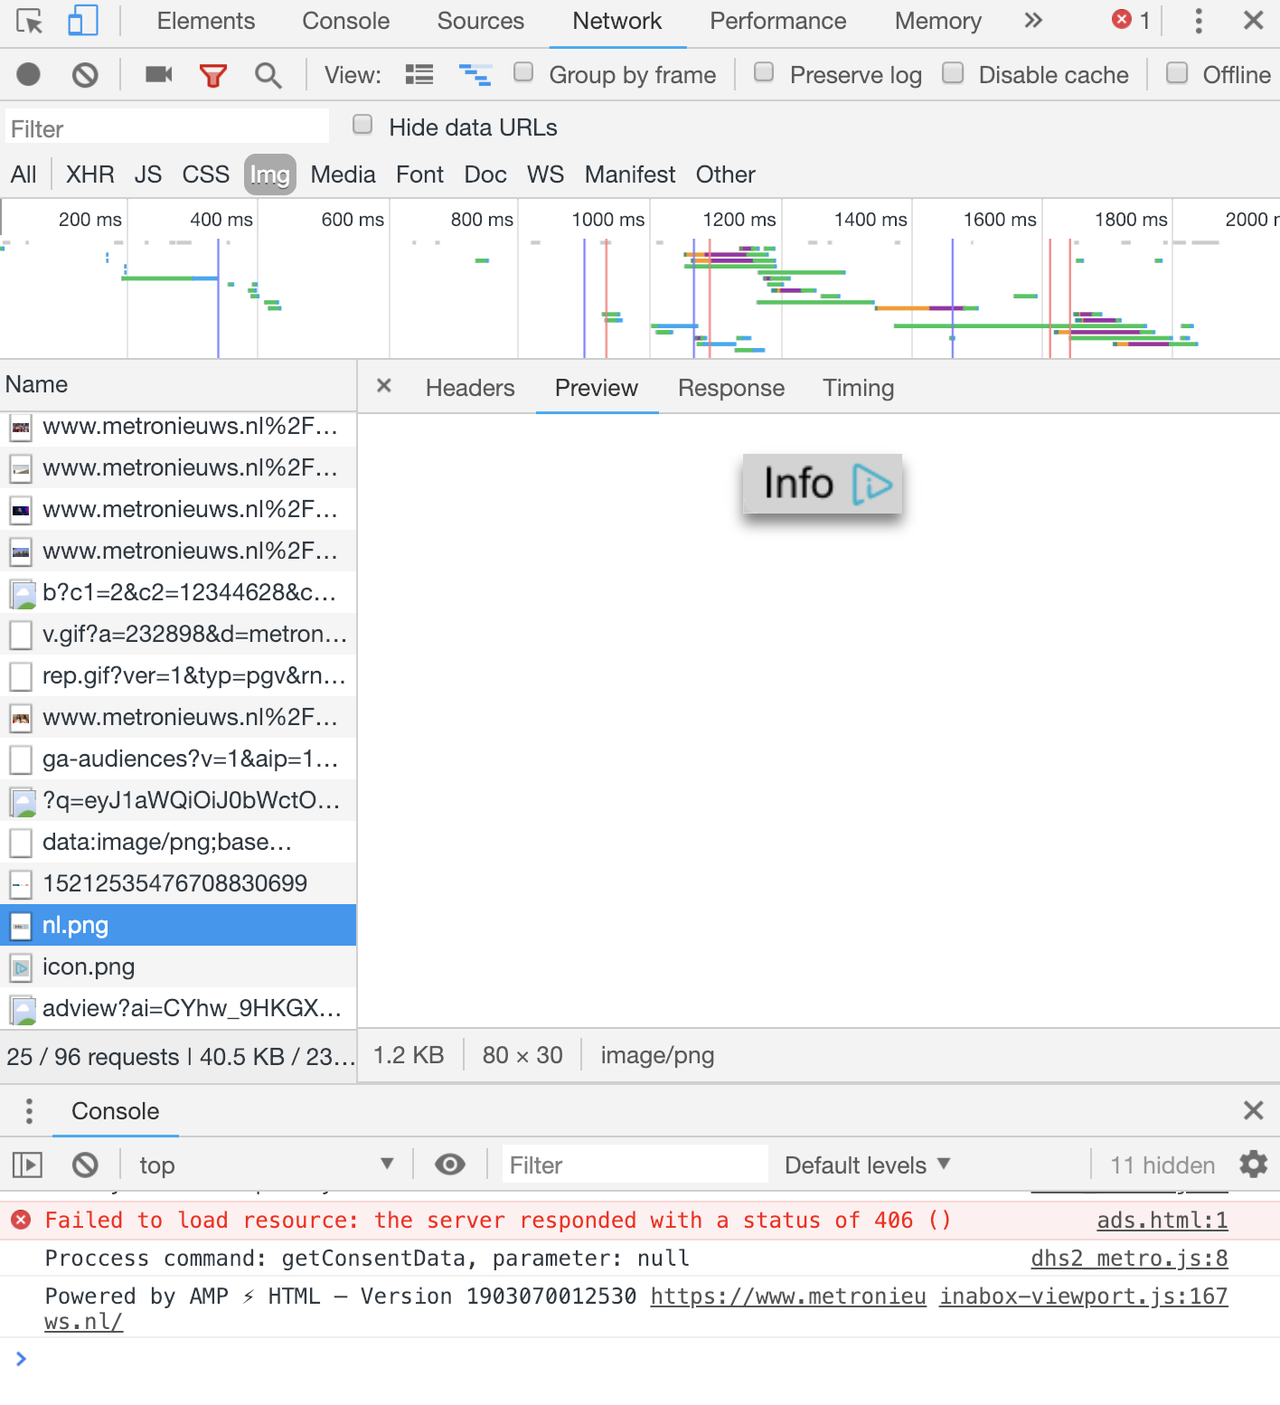 Elements Console Sources Network Performance Memory » 1
View: Group by frame Preserve log Disable cache Offline
Filter Hide data URLs
All XHR JS CSS Img Media Font Doc WS Manifest Other
200 ms 400 ms 600 ms 800 ms 1000 ms 1200 ms 1400 ms 1600 ms 1800 ms 2000 r
Name Headers Preview Response Timing
www.metronieuws.nl%2F...
www.metronieuws.nl%2F...
Info
www.metronieuws.nl%2F...
www.metronieuws.nl%2F...
b?c1=2&c2=12344628&c...
v.gif?a=232898&d=metron...
rep.gif?ver=1&typ=pgv&rn...
www.metronieuws.nl%2F...
ga-audiences?v=1&aip=1...
?q=eyJ1aWQiOiJ0bWctO...
data:image/png;base...
15212535476708830699
nl.png
icon.png
adview?ai=CYhw_9HKGX...
25 / 96 requests | 40.5 KB / 23... 1.2 KB 80 × 30 image/png
Console
top Filter Default levels 11 hidden
Failed to load resource: the server responded with a status of 406 () ads.html:1
Proccess command: getConsentData, parameter: null dhs2_metro.js:8
Powered by AMP ⚡ HTML – Version 1903070012530 https://www.metronieu inabox-viewport.js:167
ws.nl/